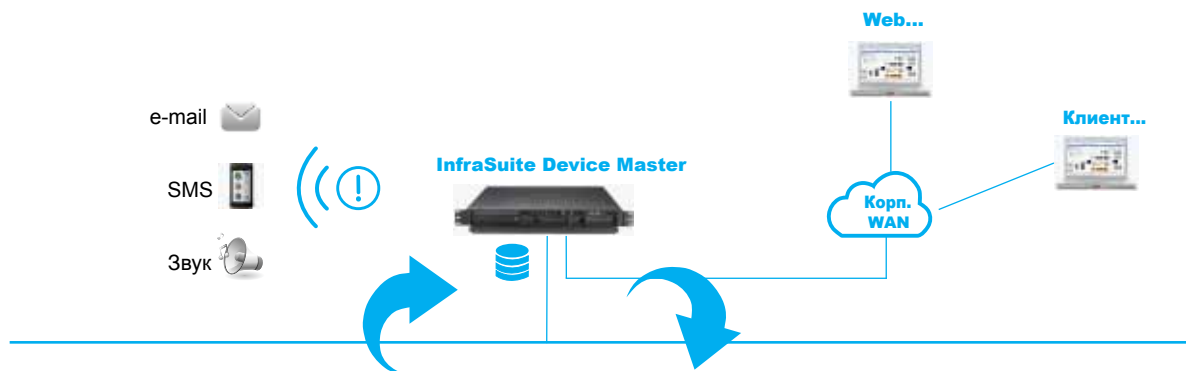 Web...
e-mail
Клиент...
InfraSuite Device Master
SMS
Корп.
WAN
Звук